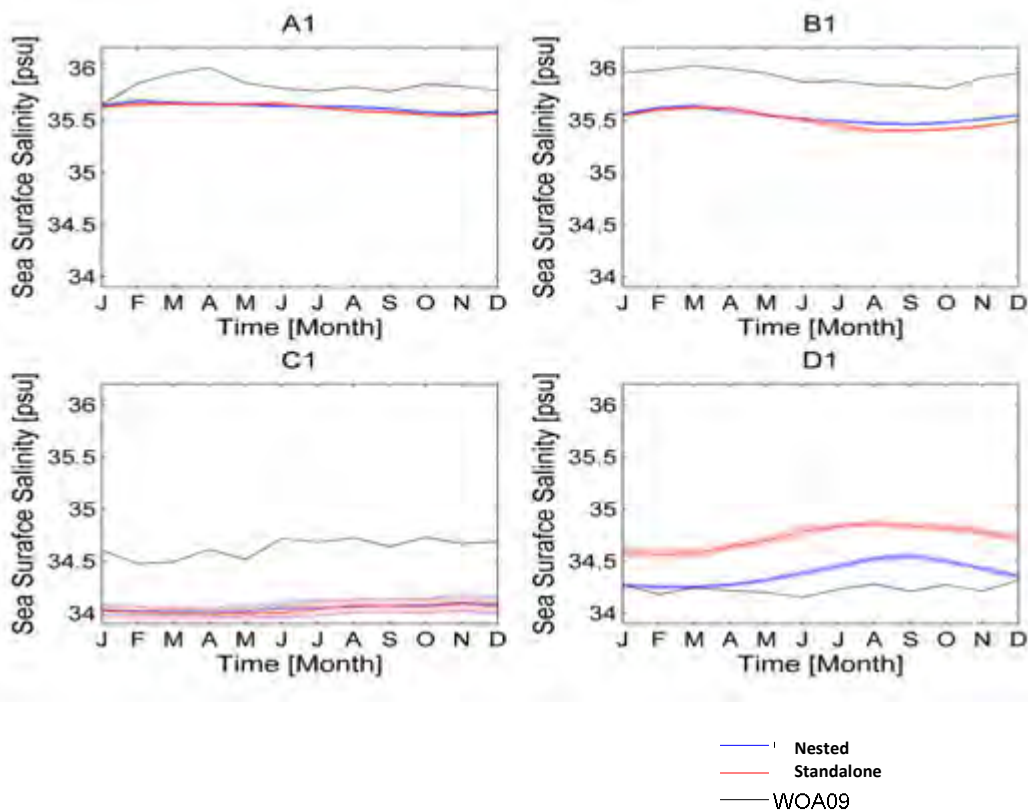 A1
Sea Surafce Salinity [psu]
36
35.5
35
34.5
34
J F M A M J J A S O N D
Time [Month]
B1
Sea Surafce Salinity [psu]
36
35.5
35
34.5
34
J F M A M J J A S O N D
Time [Month]
C1
Sea Surafce Salinity [psu]
36
35.5
35
34.5
34
J F M A M J J A S O N D
Time [Month]
D1
Sea Surafce Salinity [psu]
36
35.5
35
34.5
34
J F M A M J J A S O N D
Time [Month]
Nested
Standalone
WOA09